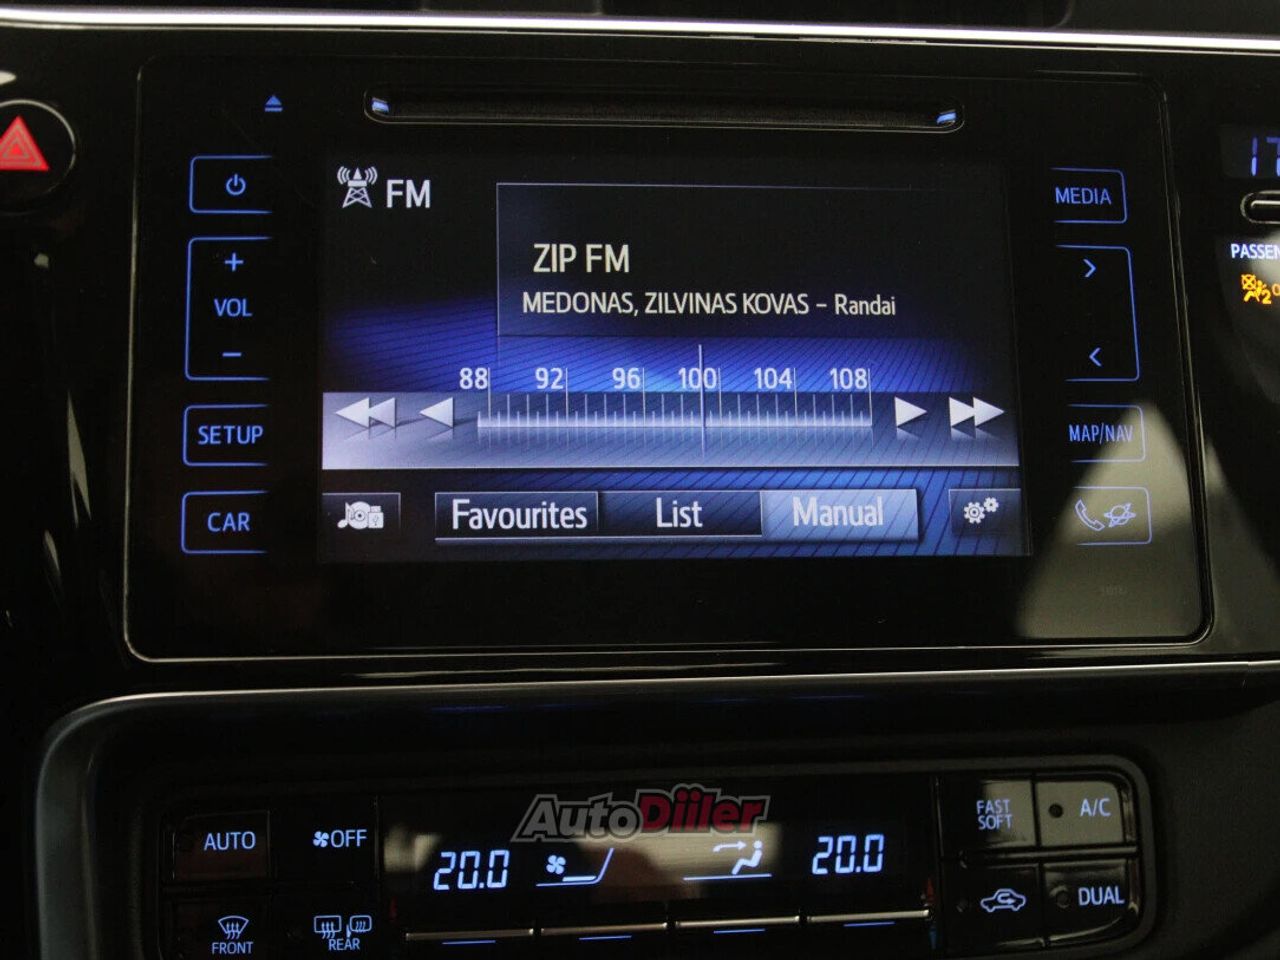 FM
ZIP FM
MEDONAS, ZILVINAS KOVAS - Randai
88 92 96 100 104 108
Favourites List Manual
VOL
SETUP
CAR
MEDIA
MAP/NAV
AutoDiiler
AUTO
OFF
20.0
20.0
FAST
SOFT
A/C
FRONT
REAR
DUAL